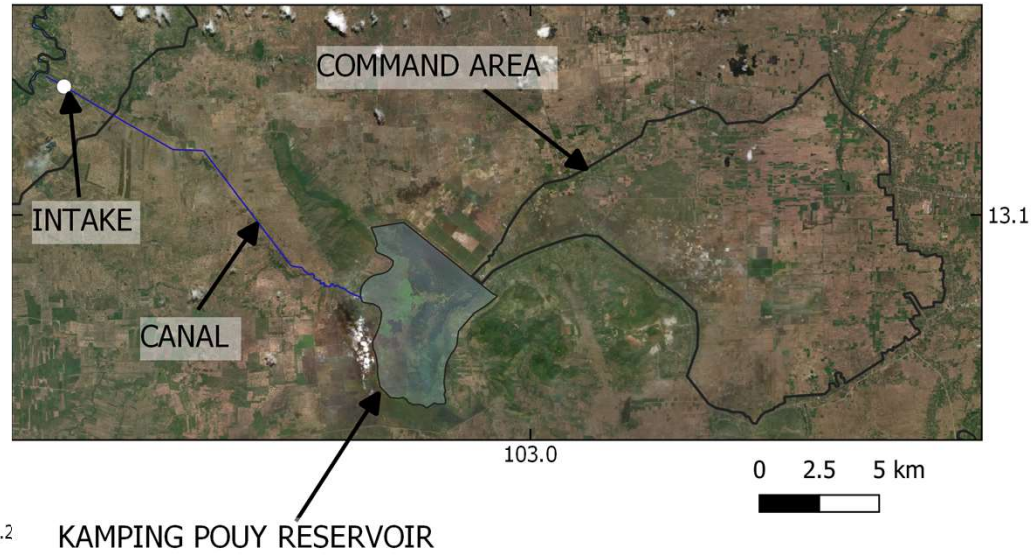 COMMAND AREA
INTAKE
13.1
CANAL
103.0
0 2.5 5 km
.2
KAMPING POUY RESERVOIR